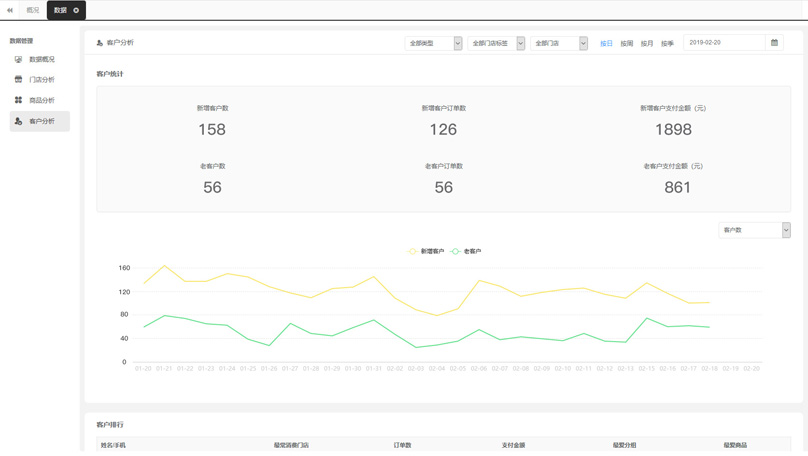 概况 数据
数据管理
数据概况
门店分析
商品分析
客户分析
客户分析 全部类型 全部门店标签 全部门店 按日 按周 按月 按季 2019-02-20
客户统计
新增客户数 新增客户订单数 新增客户支付金额（元）
158 126 1898
老客户数 老客户订单数 老客户支付金额（元）
56 56 861
客户数
新增客户 老客户
160
120
80
40
0
01-20 01-21 01-22 01-23 01-24 01-25 01-26 01-27 01-28 01-29 01-30 01-31 02-01 02-02 02-03 02-04 02-05 02-06 02-07 02-08 02-09 02-10 02-11 02-12 02-13 02-14 02-15 02-16 02-17 02-18 02-19 02-20
客户排行
姓名/手机 最常消费门店 订单数 支付金额 最爱分组 最爱商品